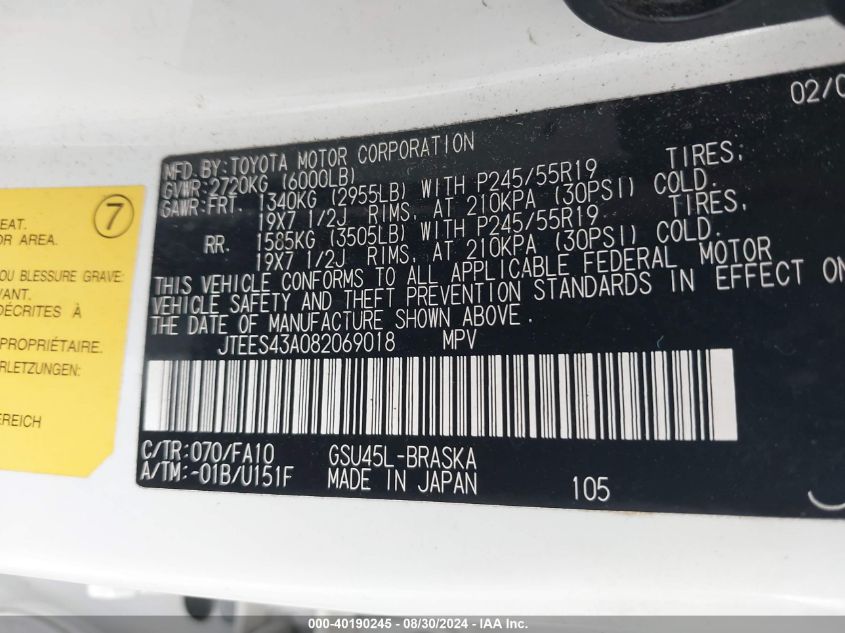 02/0
MFD. BY: TOYOTA MOTOR CORPORATION
GVWR: 2720KG (6000LB)
GAWR: FRT. 1340KG (2955LB) WITH P245/55R19 TIRES,
19X7 1/2J RIMS, AT 210KPA (30PSI) COLD.
RR. 1585KG (3505LB) WITH P245/55R19 TIRES,
19X7 1/2J RIMS, AT 210KPA (30PSI) COLD.
THIS VEHICLE CONFORMS TO ALL APPLICABLE FEDERAL MOTOR
VEHICLE SAFETY AND THEFT PREVENTION STANDARDS IN EFFECT ON
THE DATE OF MANUFACTURE SHOWN ABOVE.
JTEES43A082069018 MPV
C/TR: 070/FA10 GSU45L-BRASKA
A/TM: -01B/U151F MADE IN JAPAN 105
7
EAT.
OR AREA.
OU BLESSURE GRAVE:
VANT.
DÉCRITES À
PROPRIÉTAIRE.
ERLETZUNGEN:
BEREICH
000-40190245 - 08/30/2024 - IAA Inc.